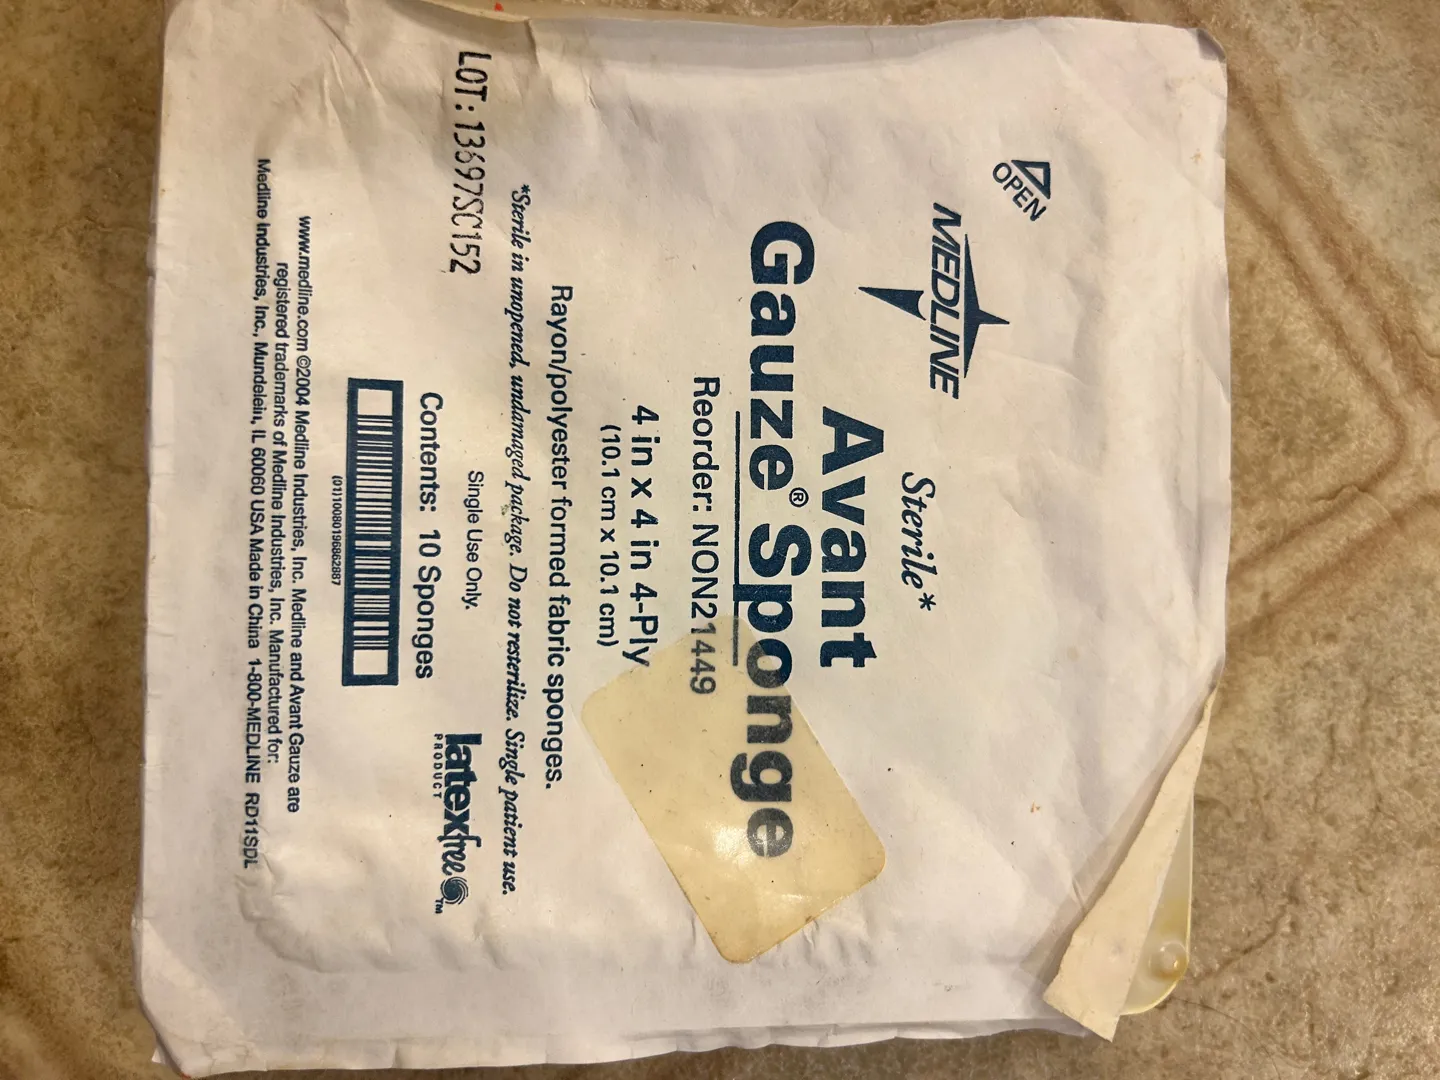 OPEN
MEDLINE
Sterile*
Avant
Gauze® Sponge
Reorder: NON21449
4 in x 4 in 4-Ply
(10.1 cm x 10.1 cm)
Rayon/polyester formed fabric sponges.
*Sterile in unopened, undamaged package. Do not resterilize. Single patient use.
Single Use Only.
LOT: 13697SC152
latexfree™
PRODUCT
Contents: 10 Sponges
(01)10080196862887
www.medline.com ©2004 Medline Industries, Inc. Medline and Avant Gauze are
registered trademarks of Medline Industries, Inc. Manufactured for:
Medline Industries, Inc., Mundelein, IL 60060 USA Made in China 1-800-MEDLINE RD11SDL